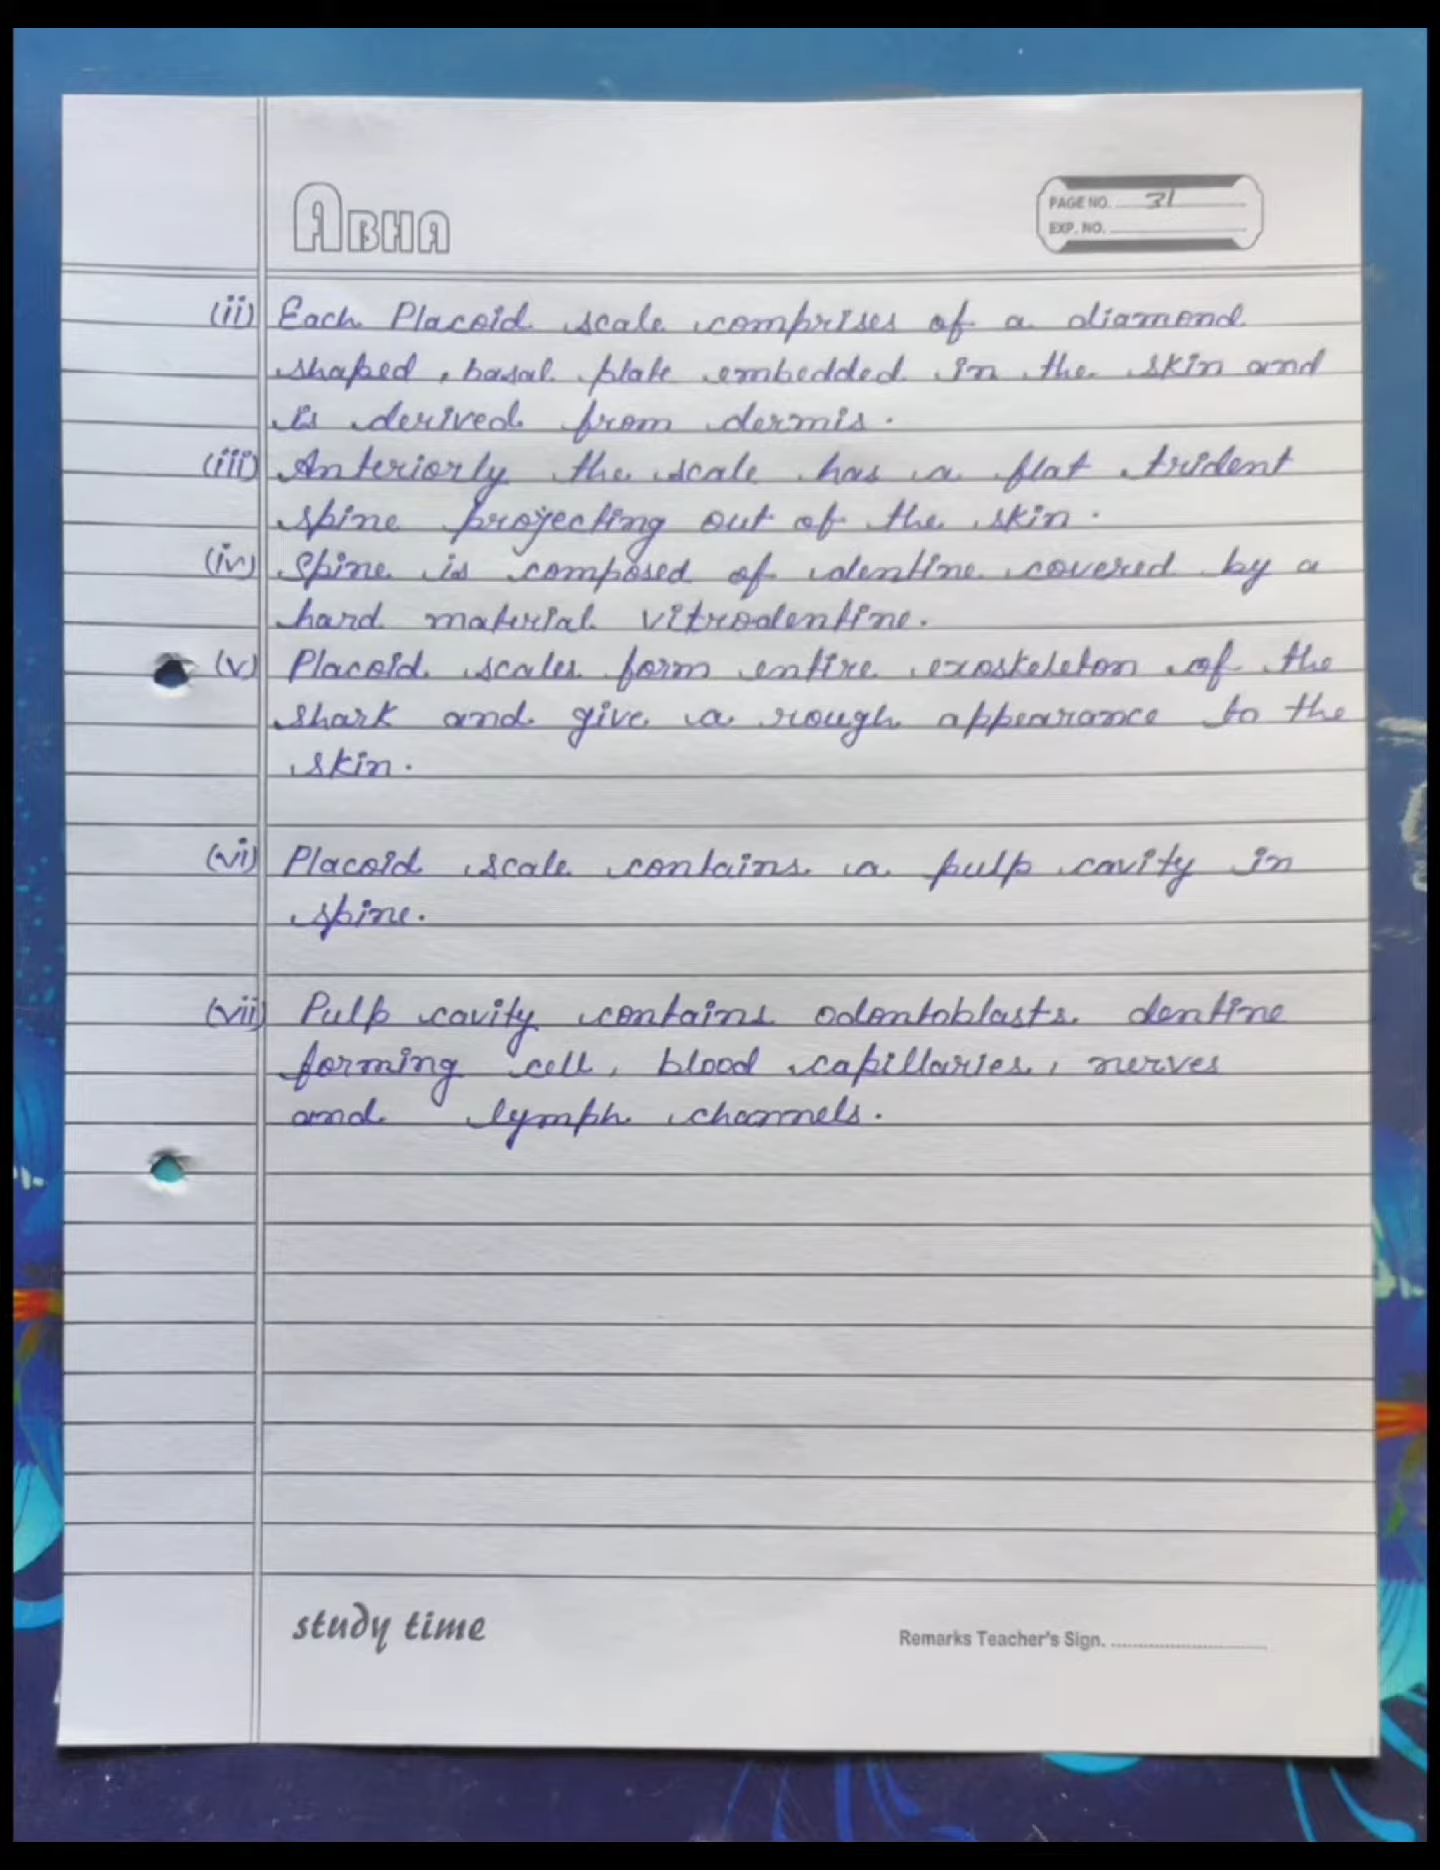 ABHA
PAGE NO. 31
EXP. NO.
(ii) Each Placoid scale comprises of a diamond
shaped, basal plate embedded in the skin and
is derived from dermis.
(iii) Anteriorly the scale has a flat trident
spine projecting out of the skin.
(iv) Spine is composed of dentine covered by a
hard material vitrodentine.
(v) Placoid scales form entire exoskeleton of the
shark and give a rough appearance to the
skin.
(vi) Placoid scale contains a pulp cavity in
spine.
(vii) Pulp cavity contains odontoblasts dentine
forming cell, blood capillaries, nerves
and lymph channels.
study time
Remarks Teacher's Sign.